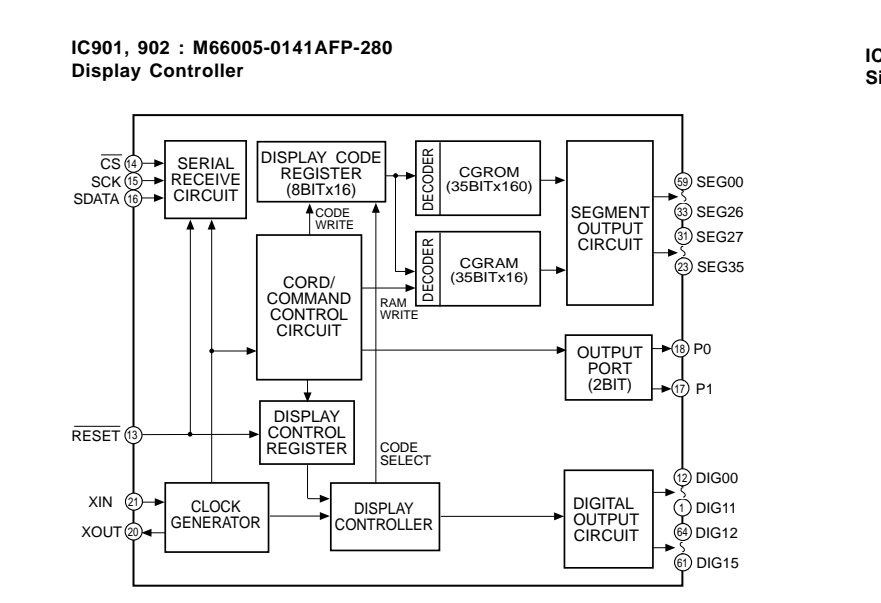 IC901, 902 : M66005-0141AFP-280
Display Controller
IC
Si
CS
14
SCK
15
SDATA
16
SERIAL
RECEIVE
CIRCUIT
DISPLAY CODE
REGISTER
(8BITx16)
DECODER
CGROM
(35BITx160)
SEGMENT
OUTPUT
CIRCUIT
59 SEG00
33 SEG26
31 SEG27
23 SEG35
CODE
WRITE
CORD/
COMMAND
CONTROL
CIRCUIT
DECODER
CGRAM
(35BITx16)
RAM
WRITE
OUTPUT
PORT
(2BIT)
18 P0
17 P1
RESET 13
DISPLAY
CONTROL
REGISTER
CODE
SELECT
XIN 21
XOUT 20
CLOCK
GENERATOR
DISPLAY
CONTROLLER
DIGITAL
OUTPUT
CIRCUIT
12 DIG00
1 DIG11
64 DIG12
61 DIG15